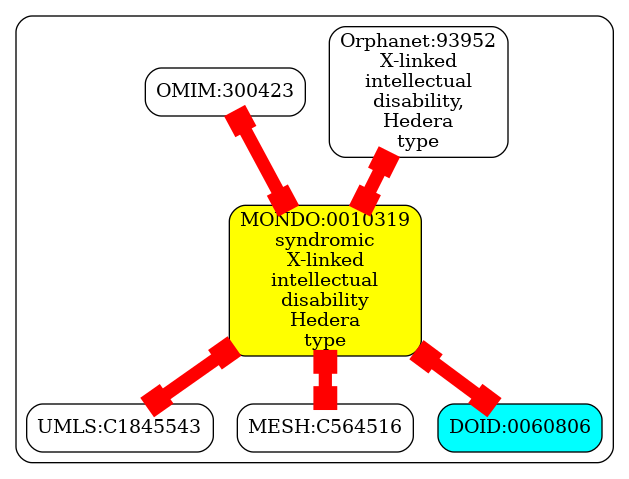 Orphanet:93952
X-linked
intellectual
disability,
Hedera
type
OMIM:300423
MONDO:0010319
syndromic
X-linked
intellectual
disability
Hedera
type
UMLS:C1845543
MESH:C564516
DOID:0060806